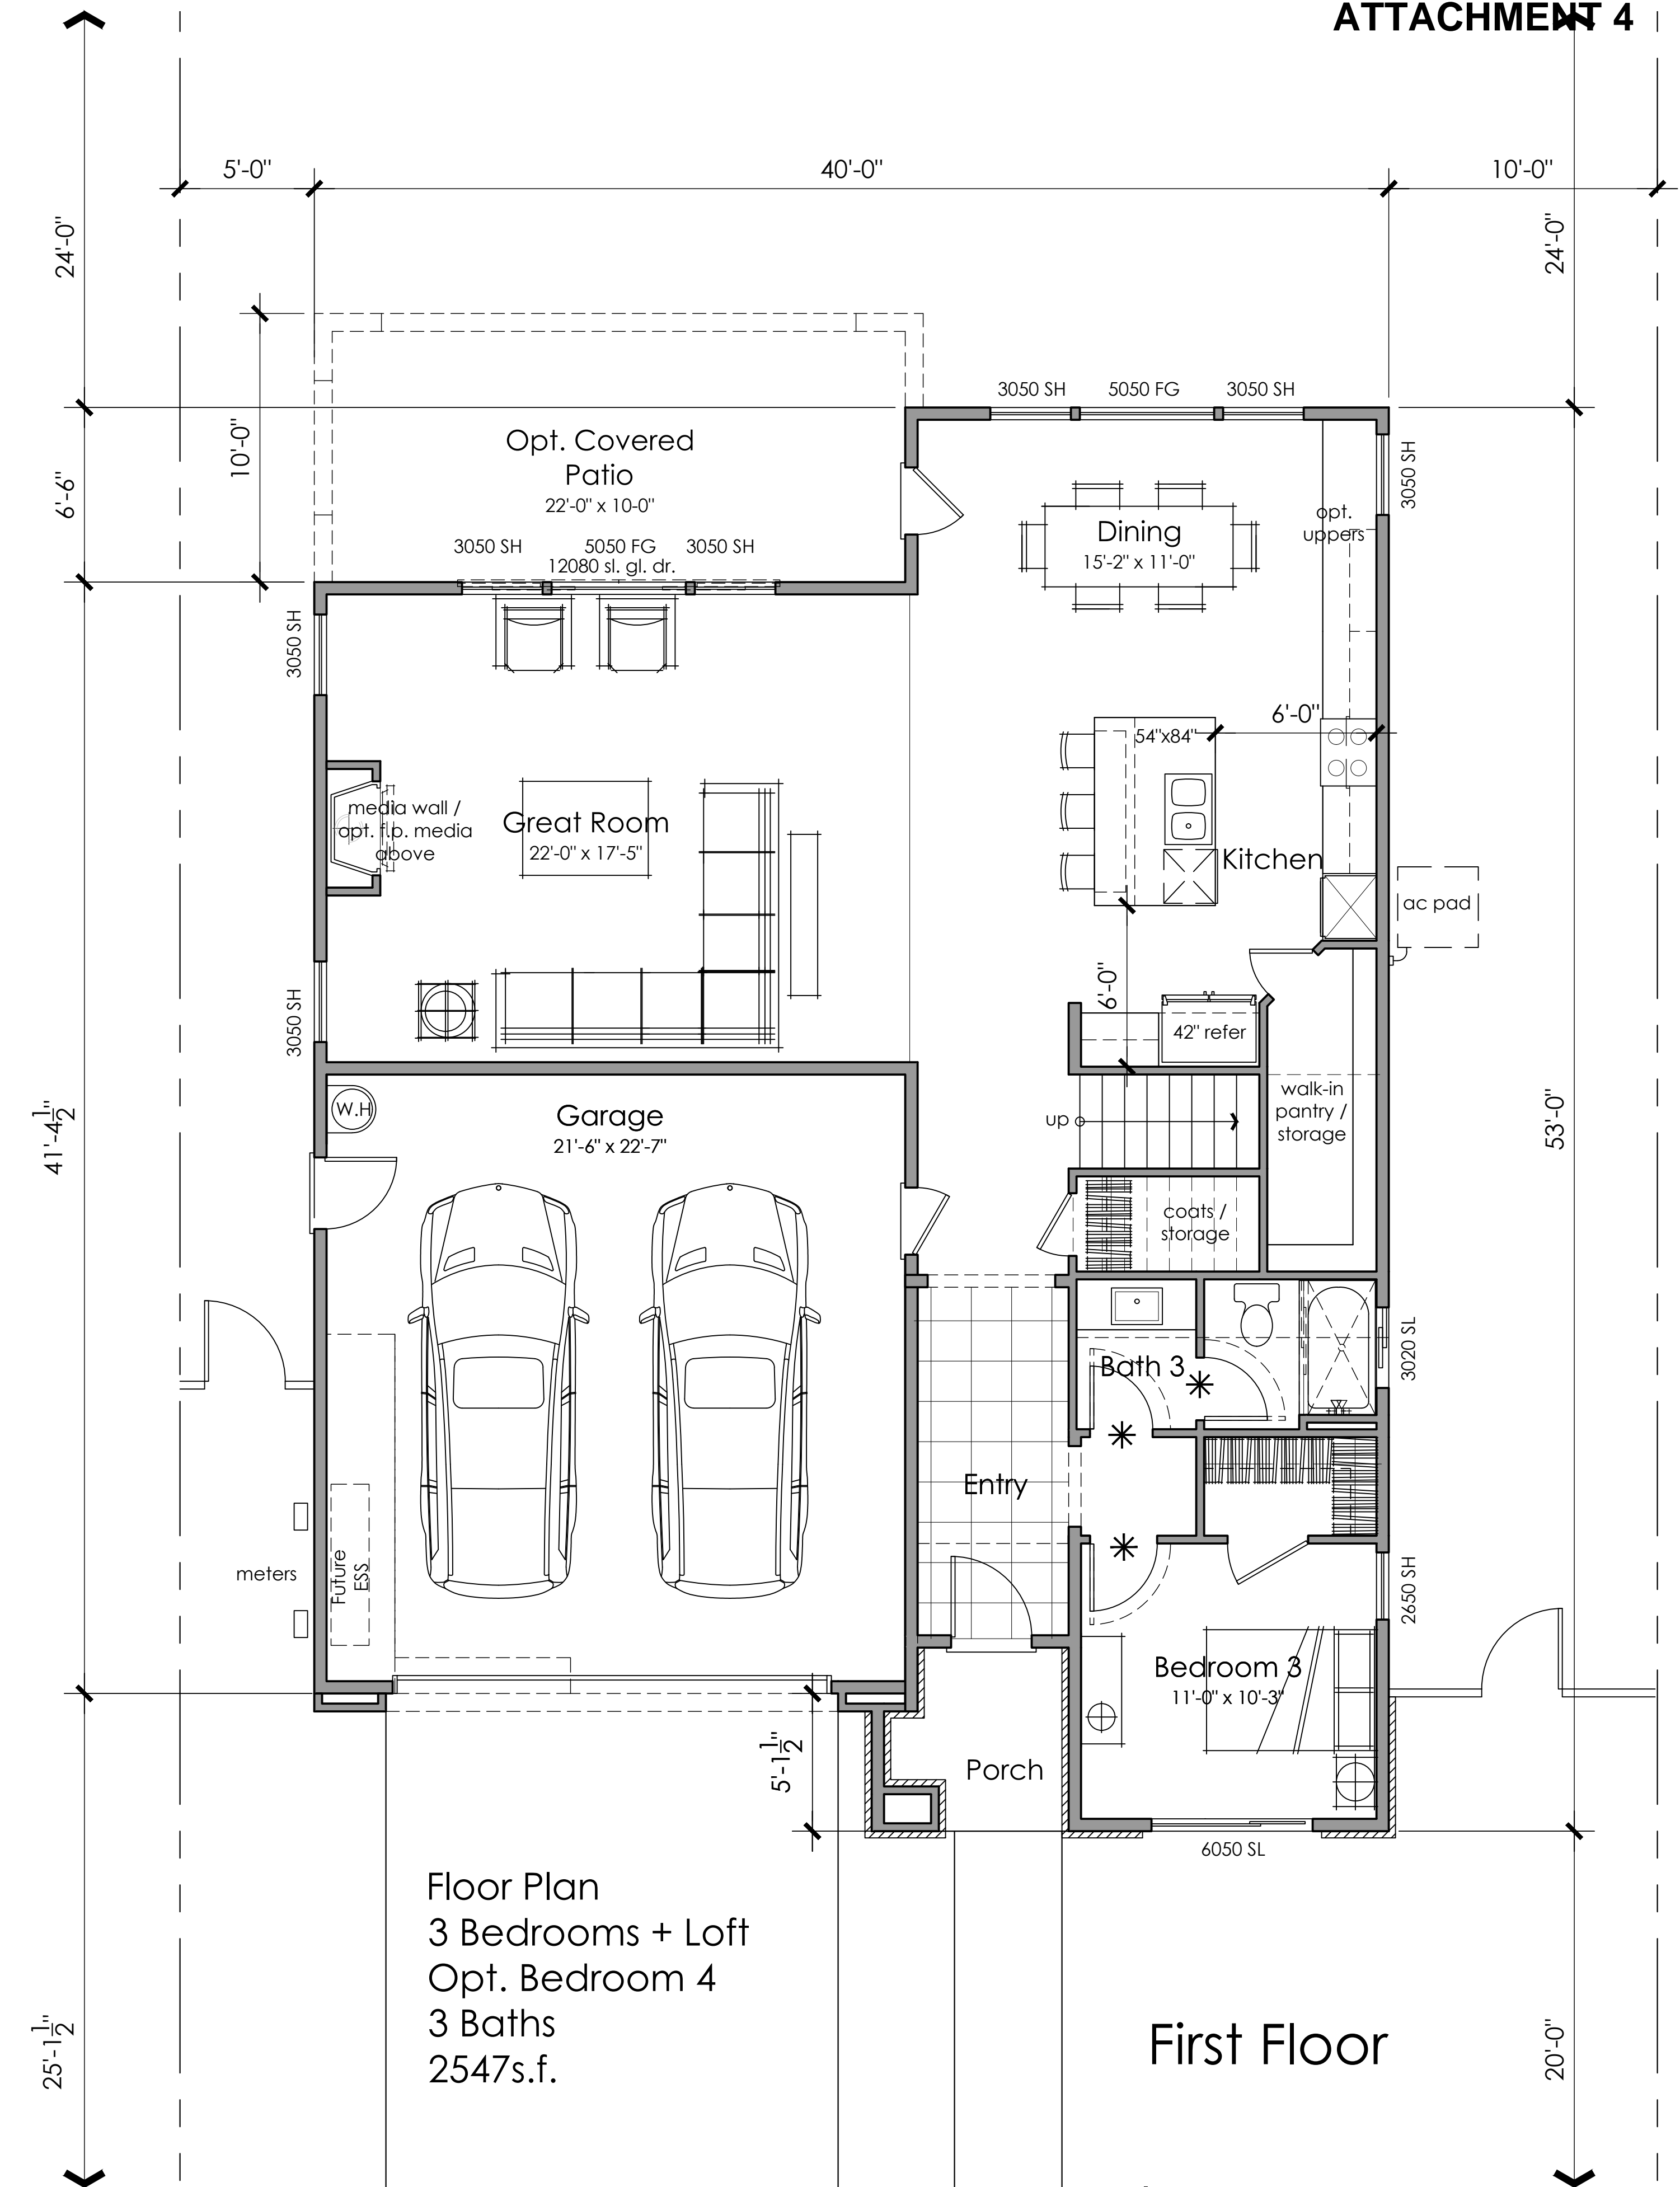 ATTACHMENT 4
5'-0"
40'-0"
10'-0"
24'-0"
24'-0"
3050 SH
5050 FG
3050 SH
10'-0"
6'-6"
Opt. Covered
Patio
22'-0" x 10-0"
3050 SH
5050 FG
3050 SH
12080 sl. gl. dr.
Dining
15'-2" x 11'-0"
opt.
uppers
3050 SH
3050 SH
6'-0"
54"x84"
media wall /
opt. f.p. media
above
Great Room
22'-0" x 17'-5"
Kitchen
ac pad
3050 SH
6'-0"
42" refer
W.H
Garage
21'-6" x 22'-7"
up
walk-in
pantry /
storage
41'-4 1/2"
53'-0"
coats /
storage
Bath 3
3020 SL
Entry
meters
Future
ESS
2650 SH
Bedroom 3
11'-0" x 10'-3"
5'-1 1/2"
Porch
6050 SL
Floor Plan
3 Bedrooms + Loft
Opt. Bedroom 4
3 Baths
2547s.f.
First Floor
25'-1 1/2"
20'-0"